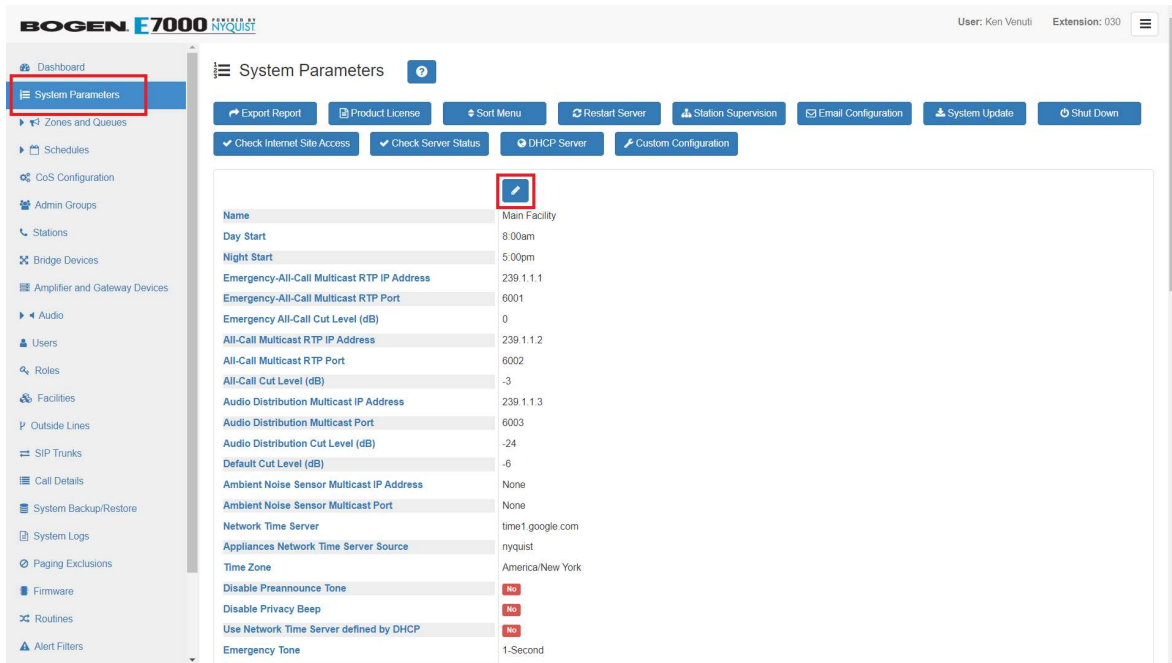 BOGEN. E7000 POWERED BY NYQUIST
User: Ken Venuti Extension: 030
Dashboard
System Parameters
Zones and Queues
Schedules
CoS Configuration
Admin Groups
Stations
Bridge Devices
Amplifier and Gateway Devices
Audio
Users
Roles
Facilities
Outside Lines
SIP Trunks
Call Details
System Backup/Restore
System Logs
Paging Exclusions
Firmware
Routines
Alert Filters
System Parameters
Export Report Product License Sort Menu Restart Server Station Supervision Email Configuration System Update Shut Down
Check Internet Site Access Check Server Status DHCP Server Custom Configuration
Name Main Facility
Day Start 8:00am
Night Start 5:00pm
Emergency-All-Call Multicast RTP IP Address 239.1.1.1
Emergency-All-Call Multicast RTP Port 6001
Emergency All-Call Cut Level (dB) 0
All-Call Multicast RTP IP Address 239.1.1.2
All-Call Multicast RTP Port 6002
All-Call Cut Level (dB) -3
Audio Distribution Multicast IP Address 239.1.1.3
Audio Distribution Multicast Port 6003
Audio Distribution Cut Level (dB) -24
Default Cut Level (dB) -6
Ambient Noise Sensor Multicast IP Address None
Ambient Noise Sensor Multicast Port None
Network Time Server time1.google.com
Appliances Network Time Server Source nyquist
Time Zone America/New York
Disable Preannounce Tone No
Disable Privacy Beep No
Use Network Time Server defined by DHCP No
Emergency Tone 1-Second